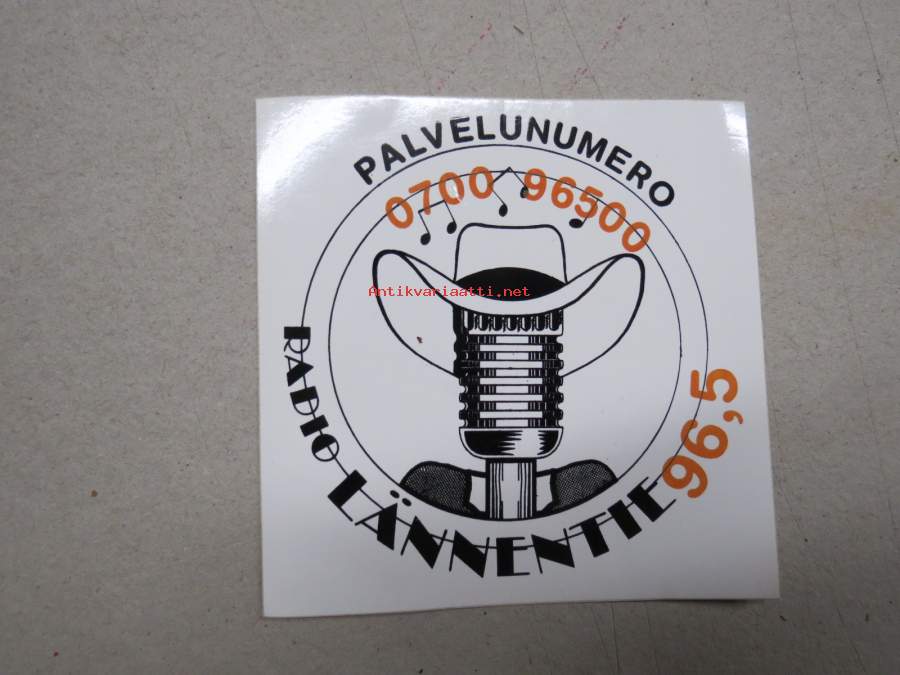 PALVELUNUMERO
0700 96500
Antikvariaatti.net
RADIO LÄNNENTIE 96,5